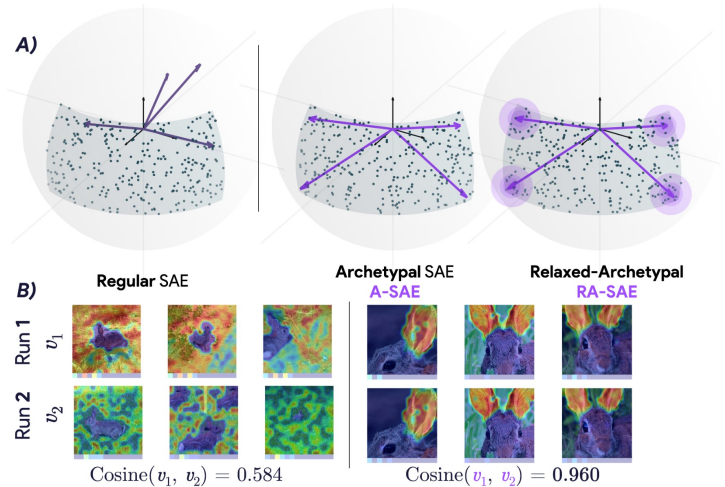 A)
Regular SAE
Archetypal SAE
A-SAE
Relaxed-Archetypal
RA-SAE
B)
Run 1
v₁
Run 2
v₂
Cosine(v₁, v₂) = 0.584
Cosine(v₁, v₂) = 0.960